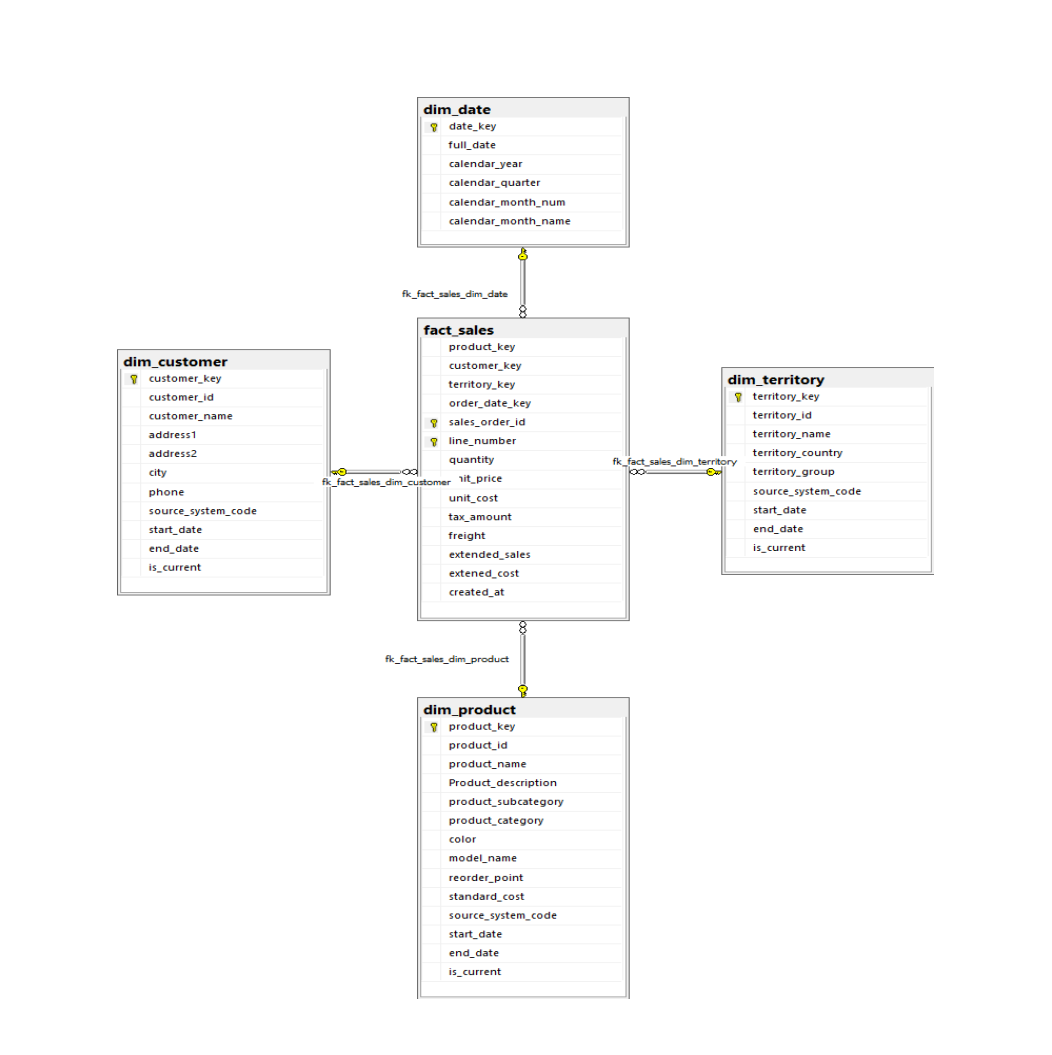 dim_date
date_key
full_date
calendar_year
calendar_quarter
calendar_month_num
calendar_month_name
fk_fact_sales_dim_date
fact_sales
product_key
customer_key
territory_key
order_date_key
sales_order_id
line_number
quantity
unit_cost
tax_amount
freight
extended_sales
extened_cost
created_at
dim_customer
customer_key
customer_id
customer_name
address1
address2
city
phone
source_system_code
start_date
end_date
is_current
fk_fact_sales_dim_customer
dim_territory
territory_key
territory_id
territory_name
territory_country
territory_group
source_system_code
start_date
end_date
is_current
fk_fact_sales_dim_territory
fk_fact_sales_dim_product
dim_product
product_key
product_id
product_name
Product_description
product_subcategory
product_category
color
model_name
reorder_point
standard_cost
source_system_code
start_date
end_date
is_current